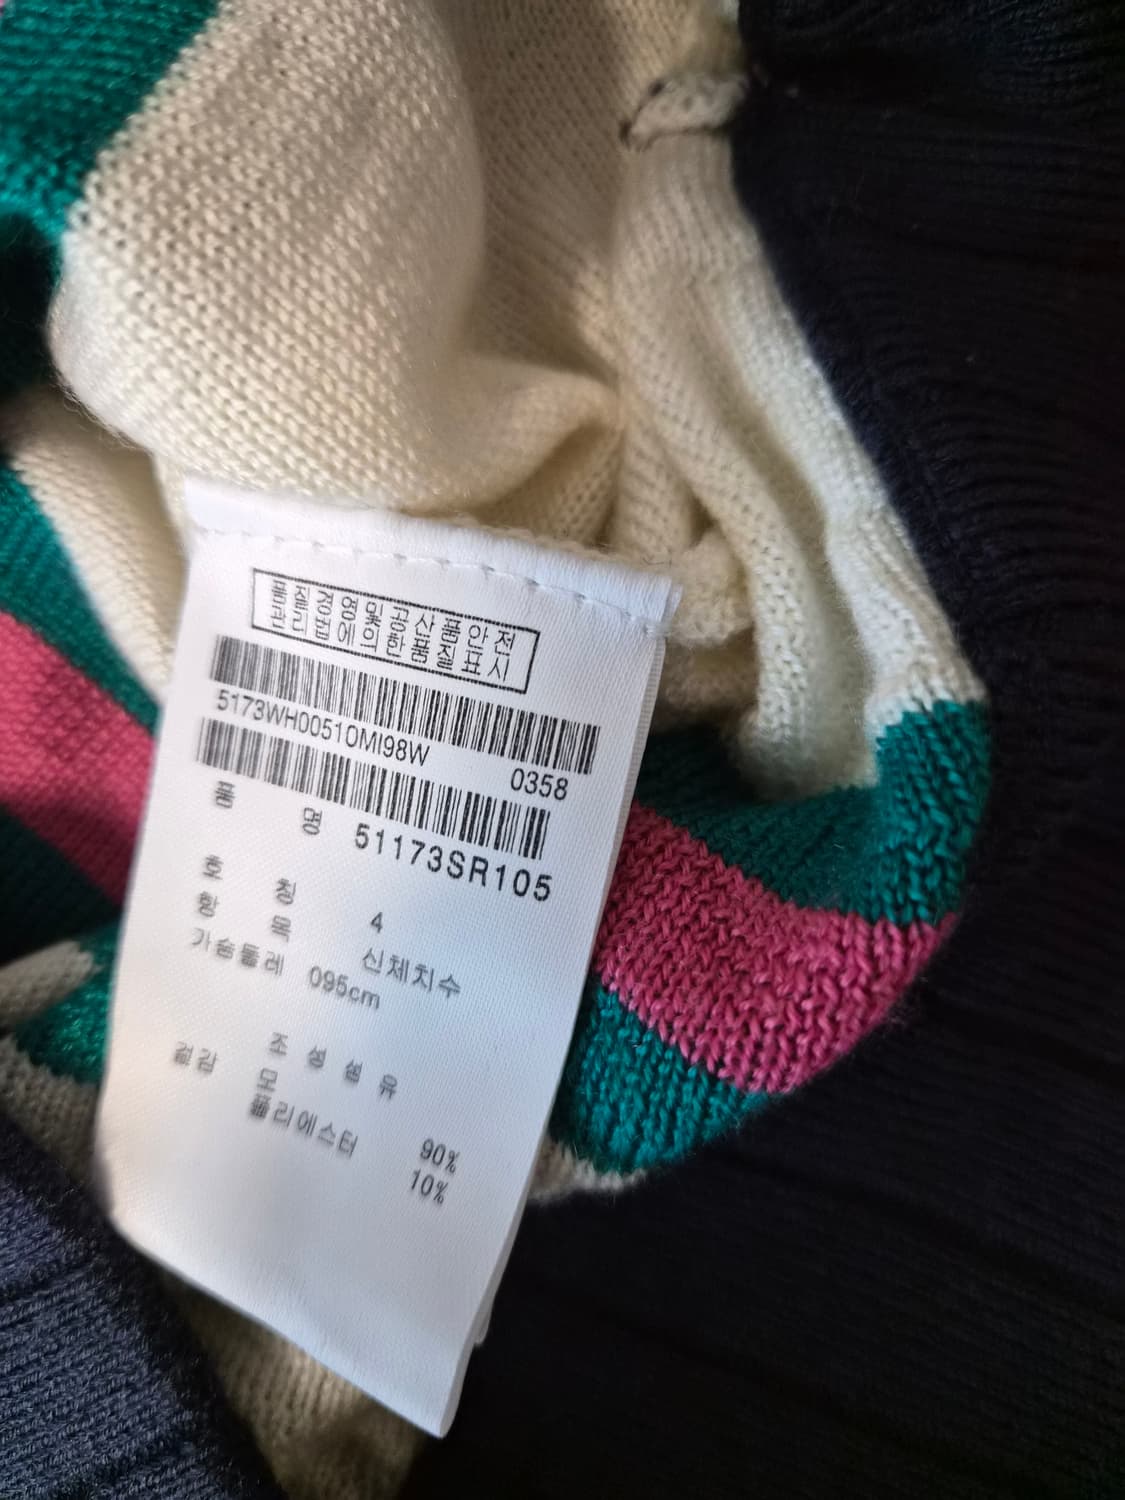 품질경영및공산품안전
관리법에의한품질표시
5173WH00510MI98W 0358
품 명 51173SR105
호 칭 4
항 목 신체치수
가슴둘레 095cm
조 성 섬 유
겉감 모 90%
폴리에스터 10%